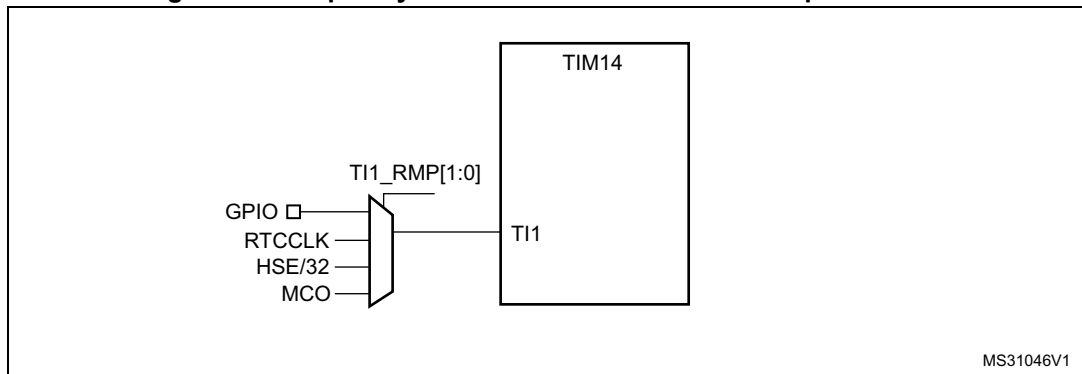 TIM14
TI1_RMP[1:0]
GPIO
RTCCLK
HSE/32
MCO
TI1
MS31046V1